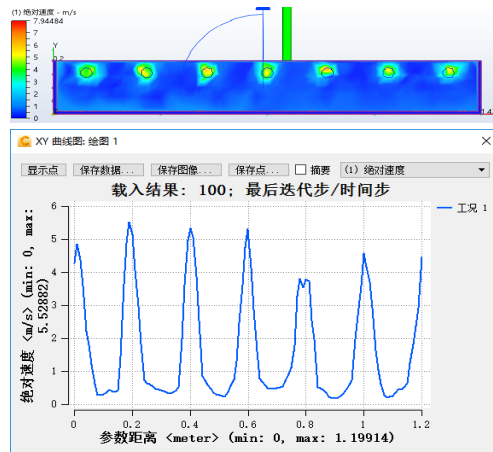 (1) 绝对速度 - m/s
7.94484
7
6
5
4
3
2
1
0
Y
0.2
XY 曲线图: 绘图 1
显示点 保存数据... 保存图像... 保存点... 摘要 (1) 绝对速度
载入结果: 100; 最后迭代步/时间步
工况 1
绝对速度 <m/s> (min: 0, max: 5.52882)
6
5
4
3
2
1
0
0 0.2 0.4 0.6 0.8 1 1.2
参数距离 <meter> (min: 0, max: 1.19914)